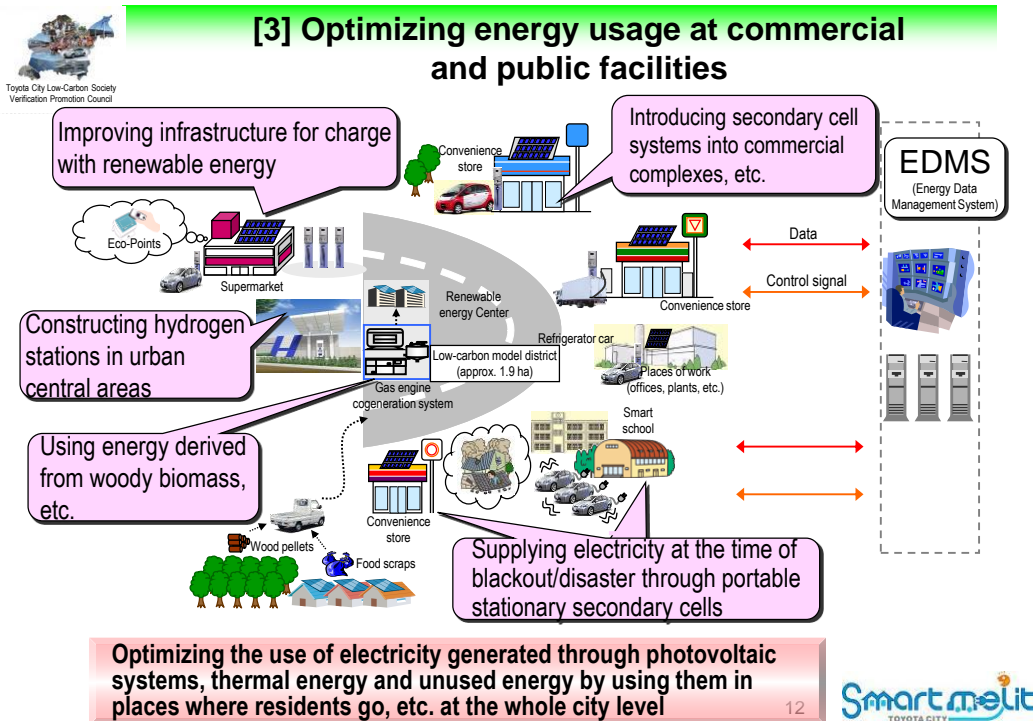 [3] Optimizing energy usage at commercial
and public facilities
Toyota City Low-Carbon Society
Verification Promotion Council
Improving infrastructure for charge
with renewable energy
Convenience
store
Introducing secondary cell
systems into commercial
complexes, etc.
EDMS
(Energy Data
Management System)
Eco-Points
Supermarket
Data
Control signal
Convenience store
Renewable
energy Center
Constructing hydrogen
stations in urban
central areas
Refrigerator car
Low-carbon model district
(approx. 1.9 ha)
Places of work
(offices, plants, etc.)
Gas engine
cogeneration system
Smart
school
Using energy derived
from woody biomass,
etc.
Convenience
store
Wood pellets
Food scraps
Supplying electricity at the time of
blackout/disaster through portable
stationary secondary cells
Optimizing the use of electricity generated through photovoltaic
systems, thermal energy and unused energy by using them in
places where residents go, etc. at the whole city level
12
Smart melit
TOYOTA CITY